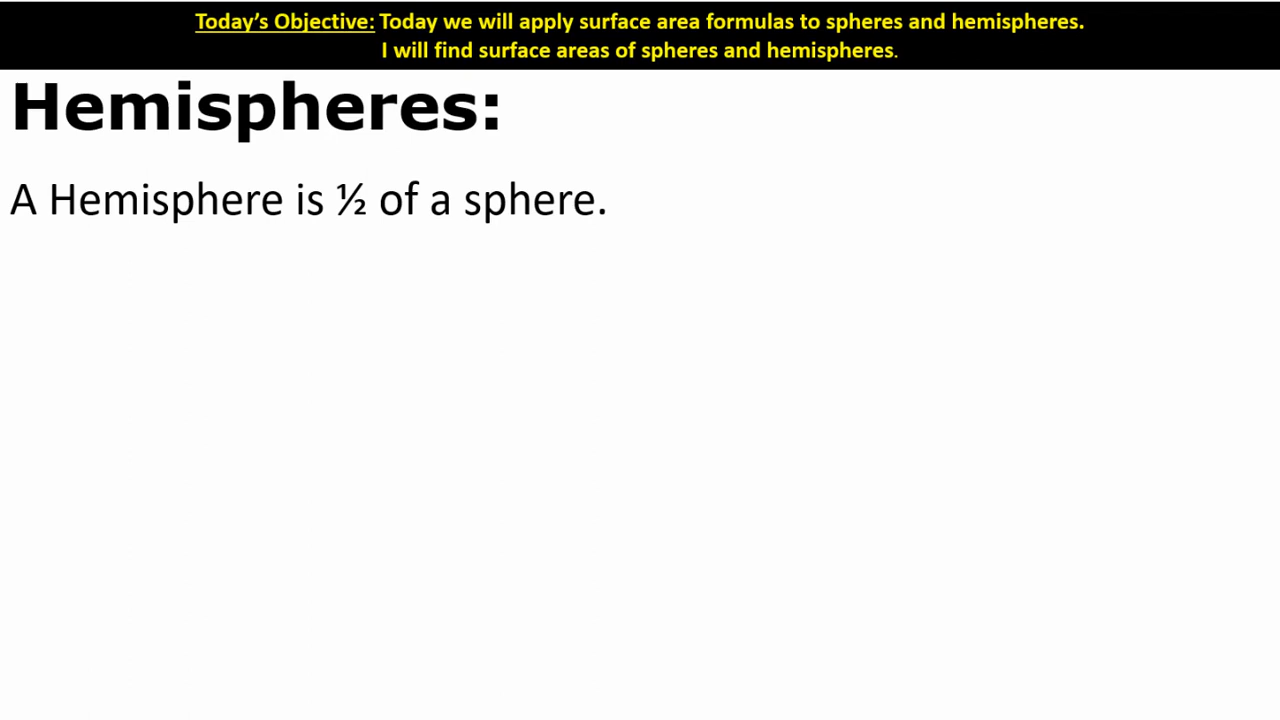 Today’s Objective: Today we will apply surface area formulas to spheres and hemispheres.
I will find surface areas of spheres and hemispheres.
Hemispheres:
A Hemisphere is ½ of a sphere.